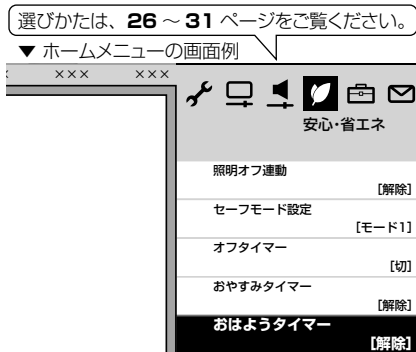 選びかたは、26 ～ 31 ページをご覧ください。
▼ ホームメニューの画面例
××× ×××
安心・省エネ
照明オフ連動
[解除]
セーフモード設定
[モード1]
オフタイマー
[切]
おやすみタイマー
[解除]
おはようタイマー
[解除]